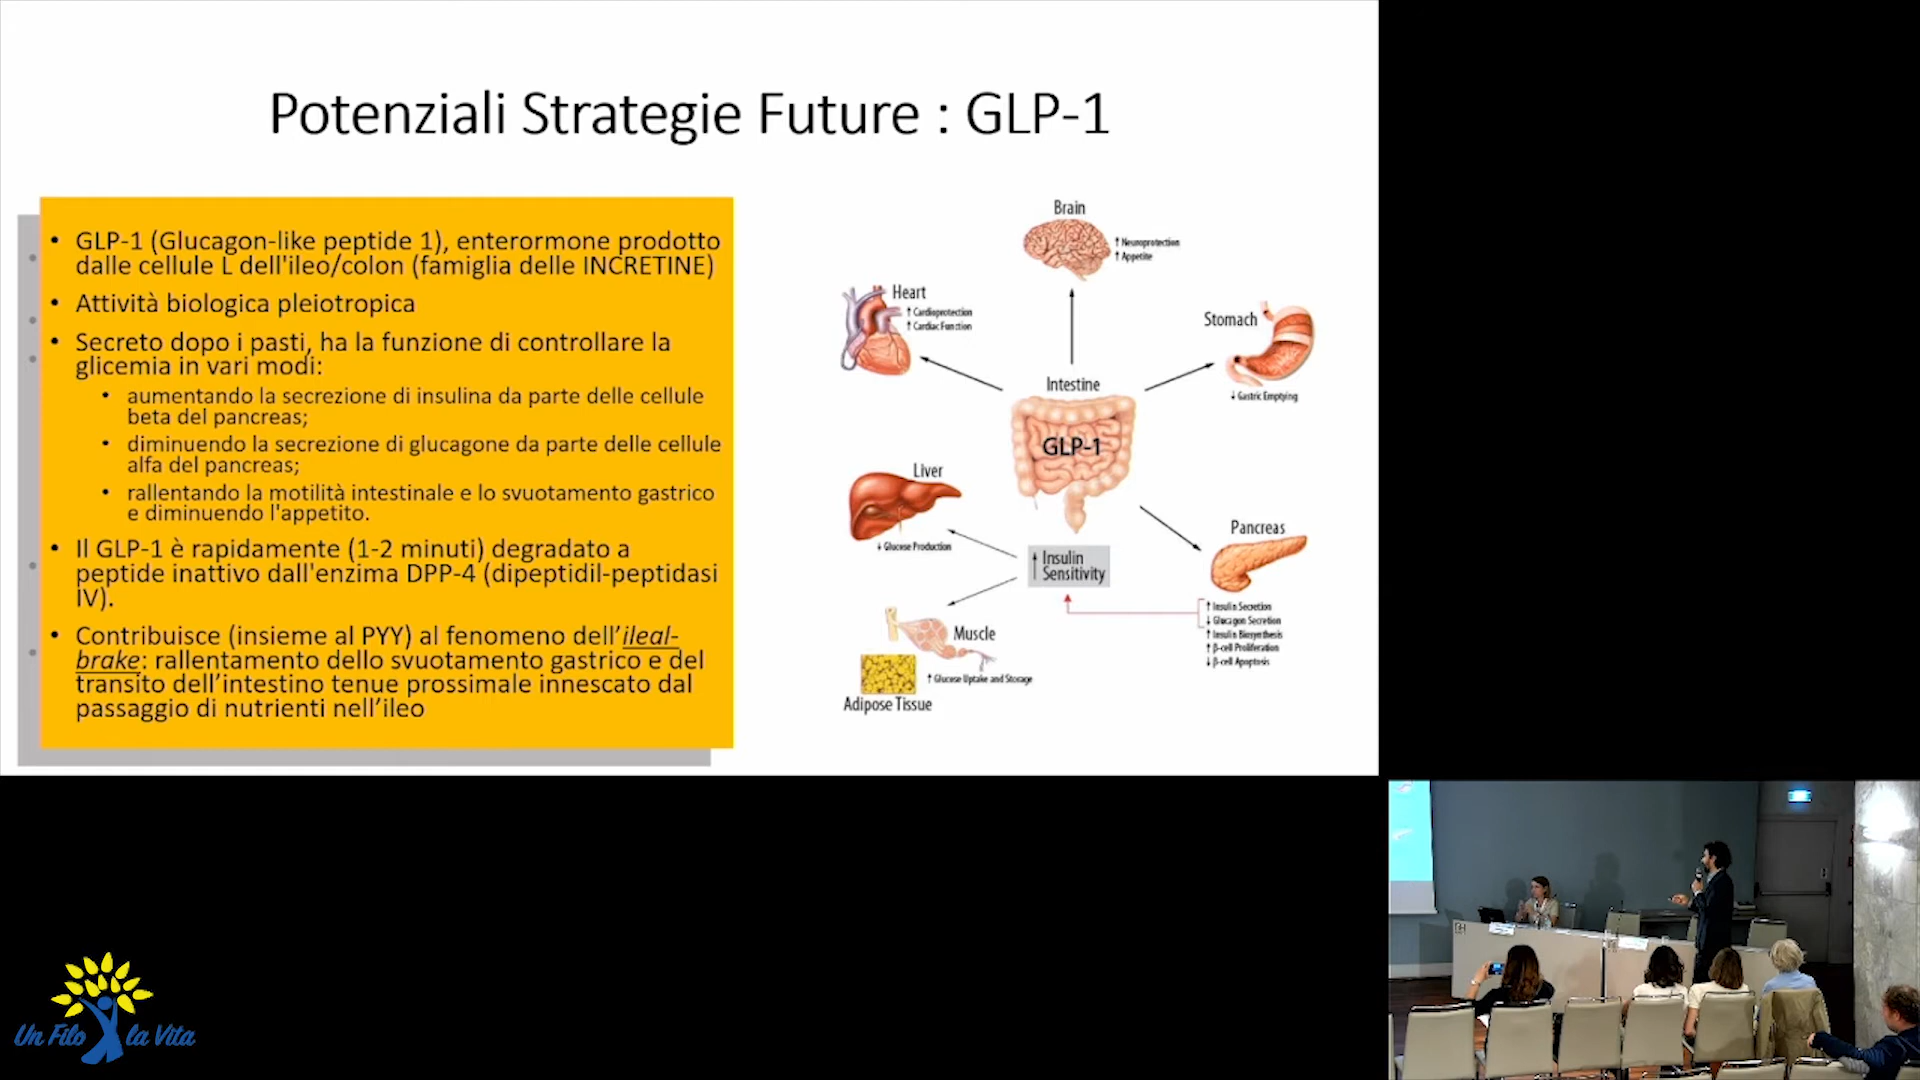 Potenziali Strategie Future : GLP-1
• GLP-1 (Glucagon-like peptide 1), enterormone prodotto
dalle cellule L dell'ileo/colon (famiglia delle INCRETINE)
• Attività biologica pleiotropica
• Secreto dopo i pasti, ha la funzione di controllare la
glicemia in vari modi:
• aumentando la secrezione di insulina da parte delle cellule
beta del pancreas;
• diminuendo la secrezione di glucagone da parte delle cellule
alfa del pancreas;
• rallentando la motilità intestinale e lo svuotamento gastrico
e diminuendo l'appetito.
• Il GLP-1 è rapidamente (1-2 minuti) degradato a
peptide inattivo dall'enzima DPP-4 (dipeptidil-peptidasi
IV).
• Contribuisce (insieme al PYY) al fenomeno dell’ileal-
brake: rallentamento dello svuotamento gastrico e del
transito dell’intestino tenue prossimale innescato dal
passaggio di nutrienti nell’ileo
Brain
↑ Neuroprotection
↑ Appetite
Heart
↑ Cardioprotection
↑ Cardiac Function
Stomach
↓ Gastric Emptying
Intestine
GLP-1
Liver
↓ Glucose Production
↑ Insulin
Sensitivity
Pancreas
↑ Insulin Secretion
↓ Glucagon Secretion
↑ Insulin Biosynthesis
↑ β-cell Proliferation
↓ β-cell Apoptosis
Muscle
↑ Glucose Uptake and Storage
Adipose Tissue
Un Filo la Vita